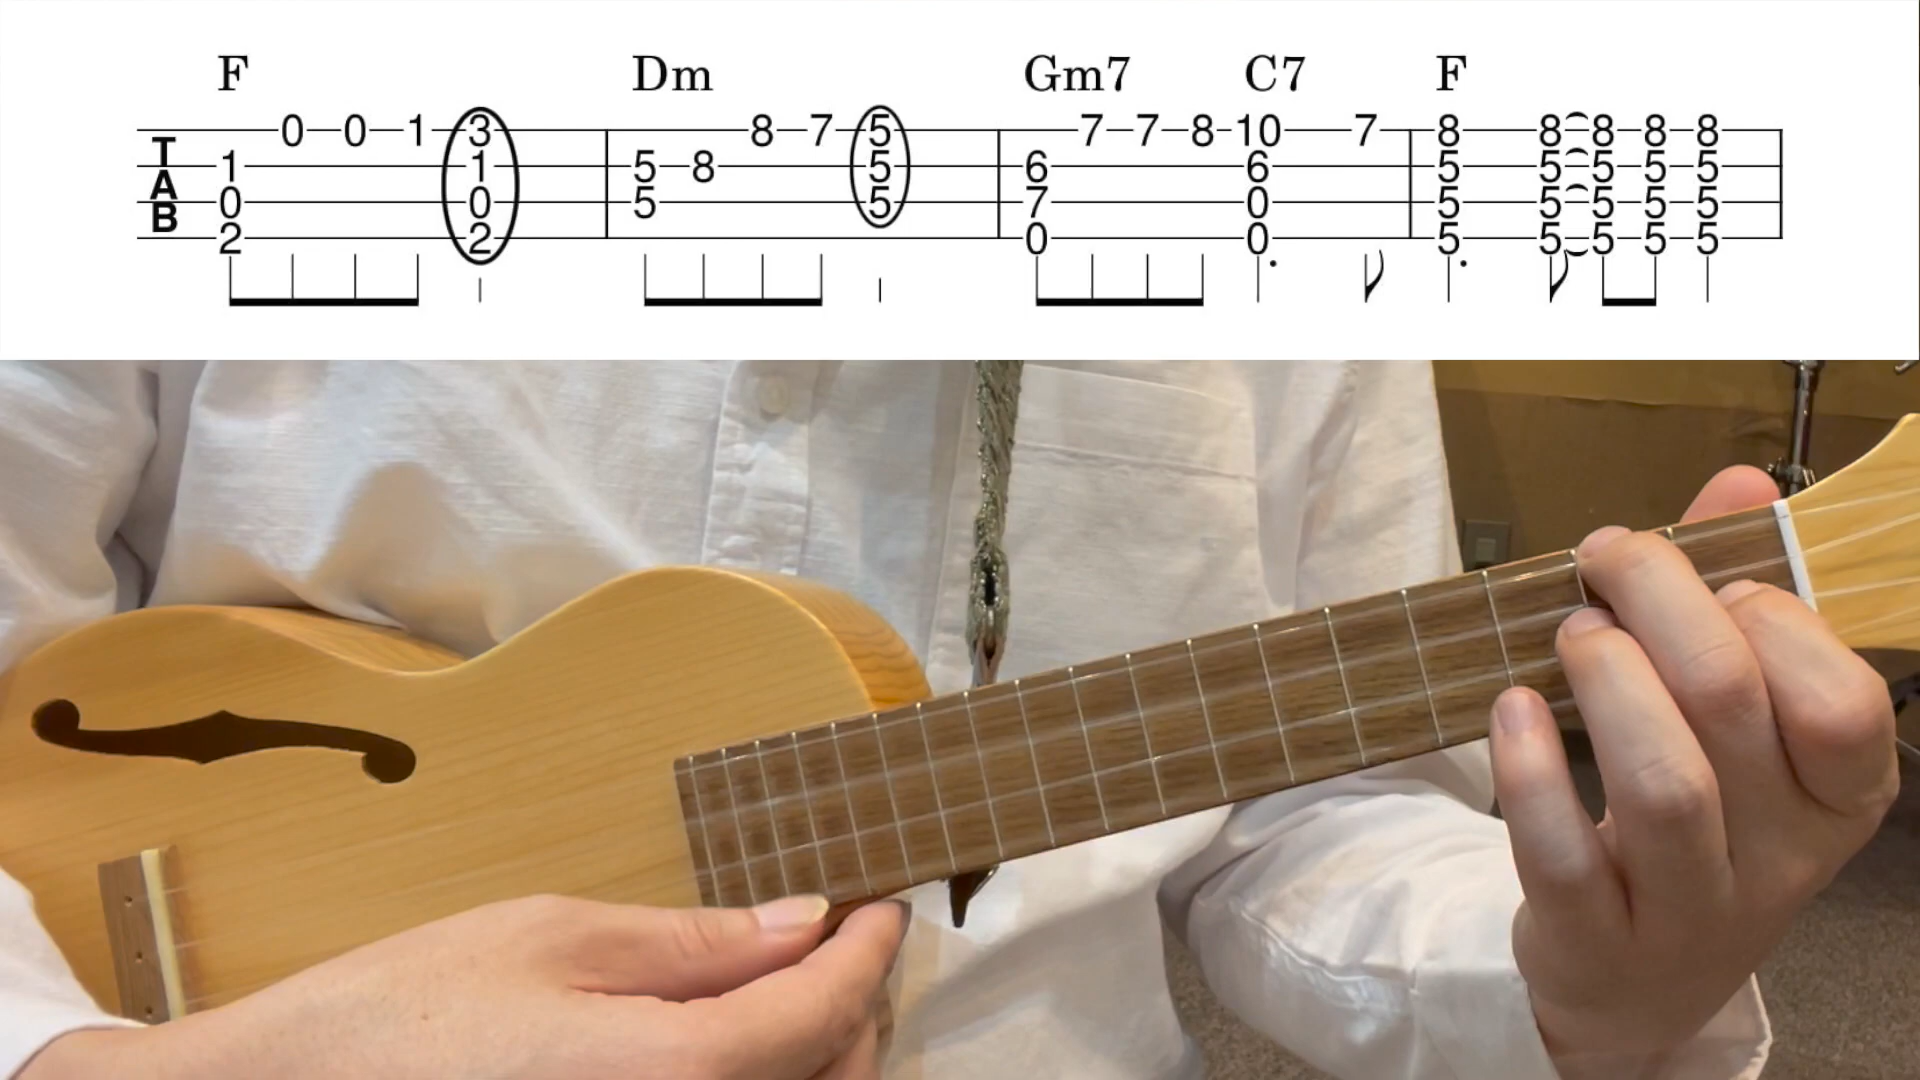 F Dm Gm7 C7 F
0 0 1 3 8 7 5 7 7 8 10 7 8 8 8 8 8
T 1 1 5 8 5 6 6 5 5 5 5 5
A 0 0 5 5 7 0 5 5 5 5 5
B 2 2 0 0 5 5 5 5 5